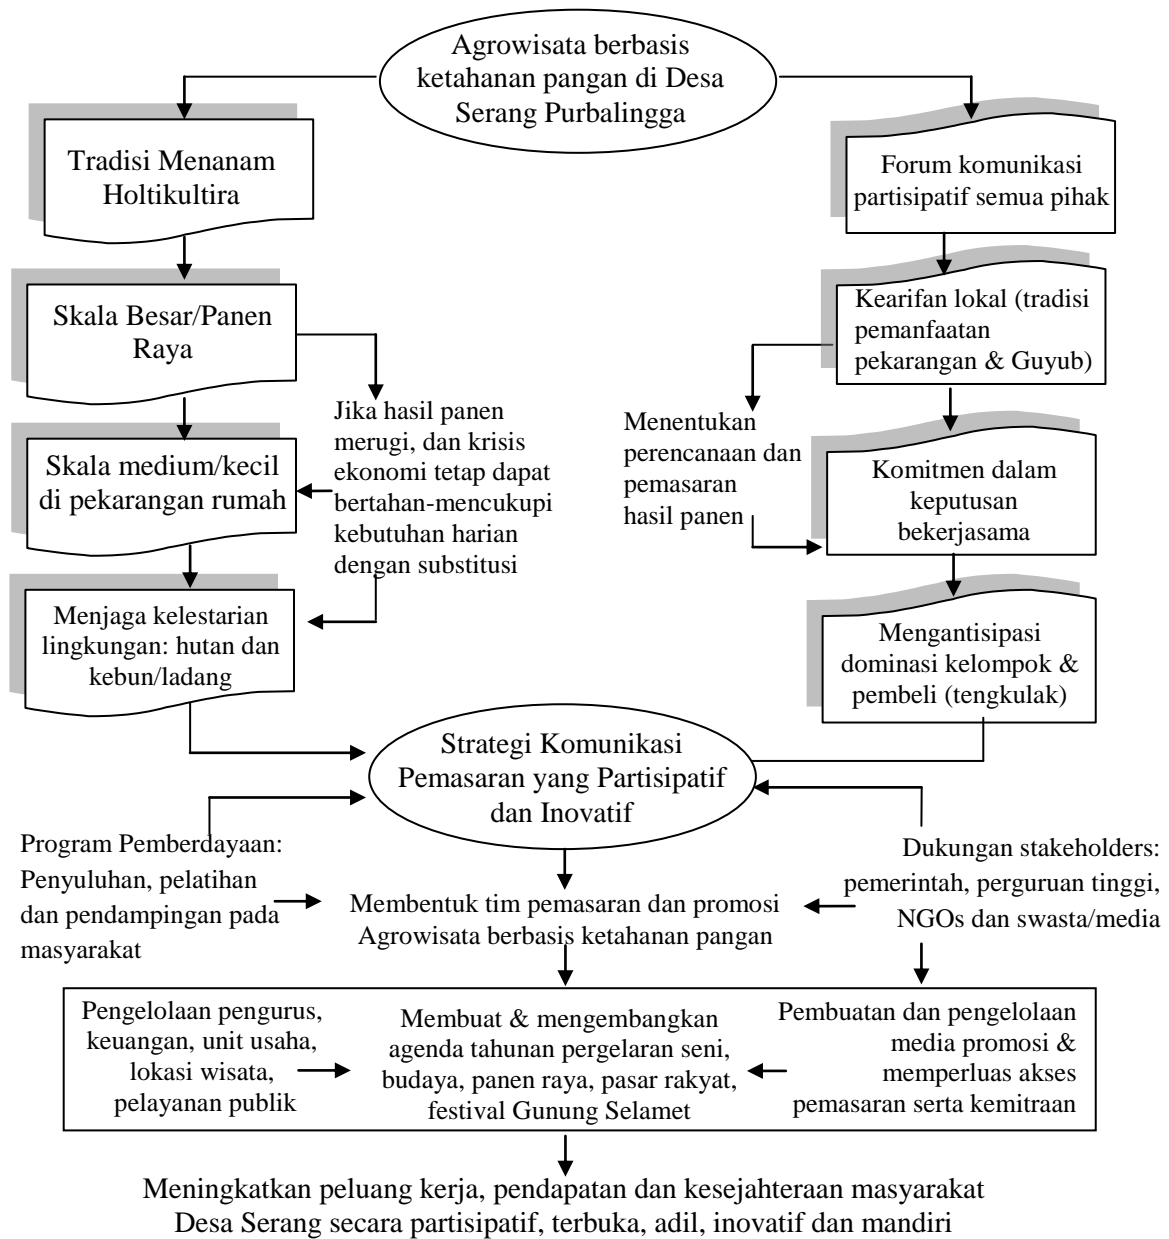 Agrowisata berbasis
ketahanan pangan di Desa
Serang Purbalingga
Tradisi Menanam
Holtikultira
Forum komunikasi
partisipatif semua pihak
Skala Besar/Panen
Raya
Kearifan lokal (tradisi
pemanfaatan
pekarangan & Guyub)
Jika hasil panen
merugi, dan krisis
ekonomi tetap dapat
bertahan-mencukupi
kebutuhan harian
dengan substitusi
Menentukan
perencanaan dan
pemasaran
hasil panen
Skala medium/kecil
di pekarangan rumah
Komitmen dalam
keputusan
bekerjasama
Menjaga kelestarian
lingkungan: hutan dan
kebun/ladang
Mengantisipasi
dominasi kelompok &
pembeli (tengkulak)
Strategi Komunikasi
Pemasaran yang Partisipatif
dan Inovatif
Program Pemberdayaan:
Penyuluhan, pelatihan
dan pendampingan pada
masyarakat
Dukungan stakeholders:
pemerintah, perguruan tinggi,
NGOs dan swasta/media
Membentuk tim pemasaran dan promosi
Agrowisata berbasis ketahanan pangan
Pengelolaan pengurus,
keuangan, unit usaha,
lokasi wisata,
pelayanan publik
Membuat & mengembangkan
agenda tahunan pergelaran seni,
budaya, panen raya, pasar rakyat,
festival Gunung Selamet
Pembuatan dan pengelolaan
media promosi &
memperluas akses
pemasaran serta kemitraan
Meningkatkan peluang kerja, pendapatan dan kesejahteraan masyarakat
Desa Serang secara partisipatif, terbuka, adil, inovatif dan mandiri